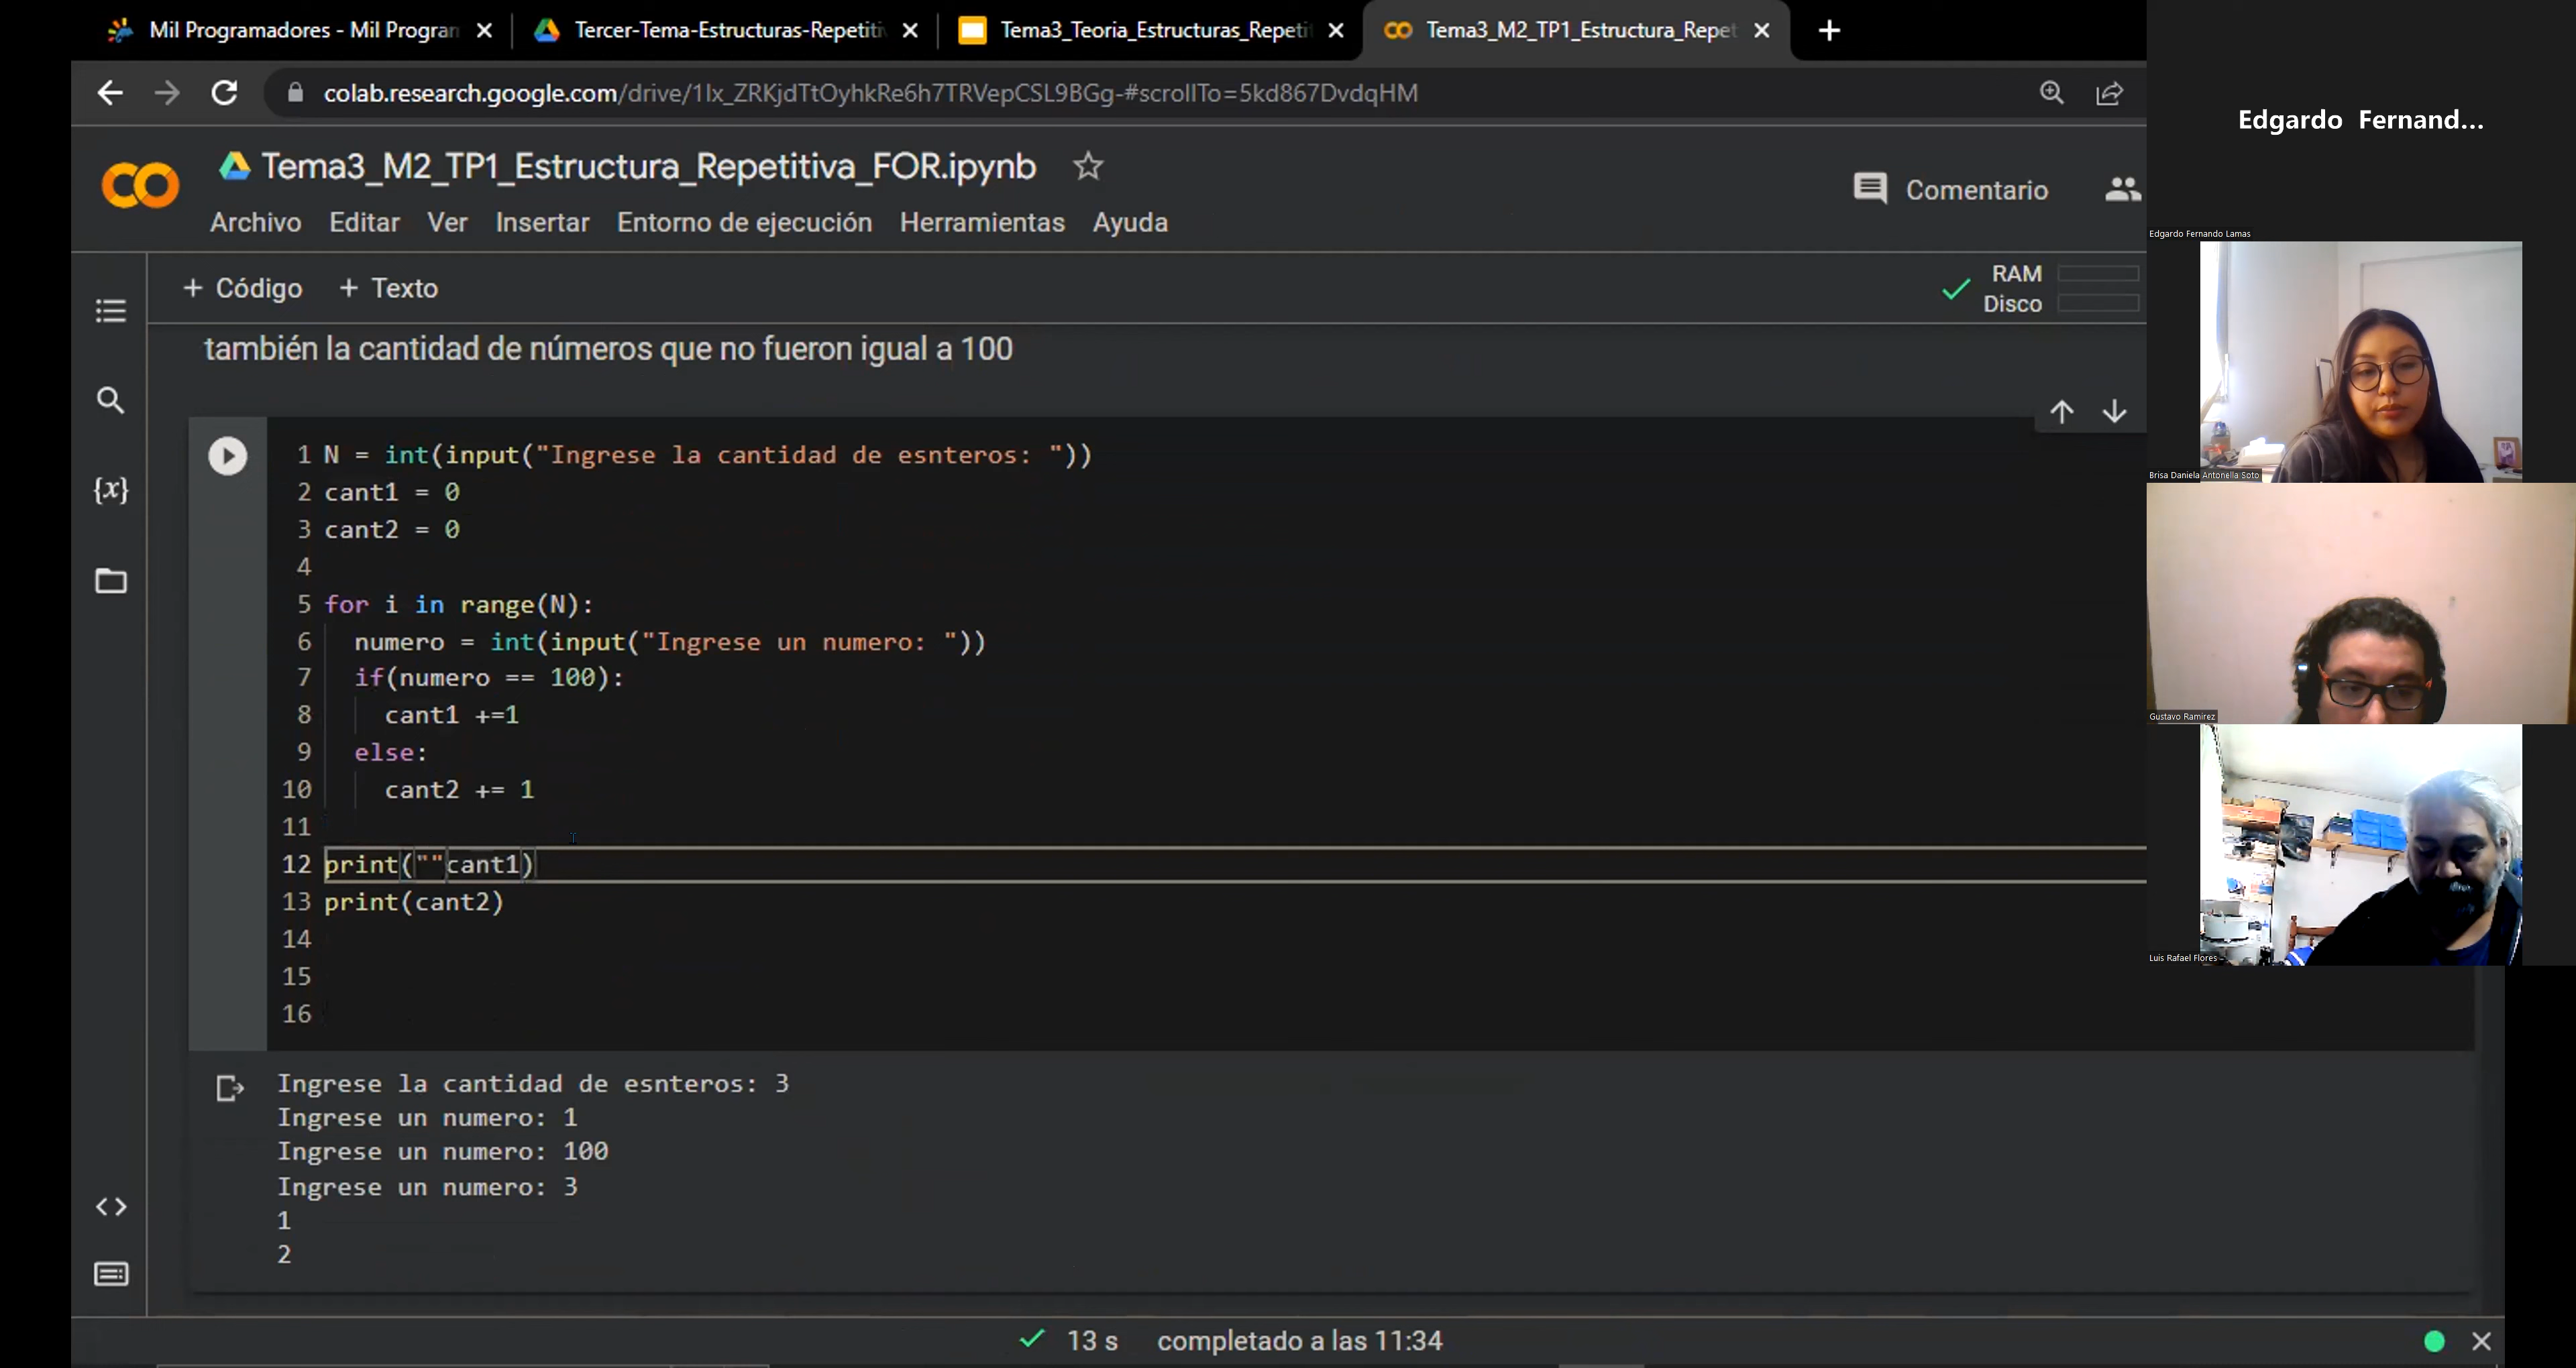 Mil Programadores - Mil Progran
Tercer-Tema-Estructuras-Repetitiv
Tema3_Teoria_Estructuras_Repeti
Tema3_M2_TP1_Estructura_Repet
colab.research.google.com/drive/1Ix_ZRKjdTtOyhkRe6h7TRVepCSL9BGg-#scrollTo=5kd867DvdqHM
Edgardo Fernand...
Tema3_M2_TP1_Estructura_Repetitiva_FOR.ipynb
Comentario
Archivo Editar Ver Insertar Entorno de ejecución Herramientas Ayuda
Edgardo Fernando Lamas
+ Código + Texto
RAM
Disco
también la cantidad de números que no fueron igual a 100
1 N = int(input("Ingrese la cantidad de esnteros: "))
2 cant1 = 0
3 cant2 = 0
4
5 for i in range(N):
6 numero = int(input("Ingrese un numero: "))
7 if(numero == 100):
8 cant1 +=1
9 else:
10 cant2 += 1
11
12 print(""cant1)
13 print(cant2)
14
15
16
Brisa Daniela Antonella Soto
Gustavo Ramirez
Luis Rafael Flores
Ingrese la cantidad de esnteros: 3
Ingrese un numero: 1
Ingrese un numero: 100
Ingrese un numero: 3
1
2
13 s completado a las 11:34